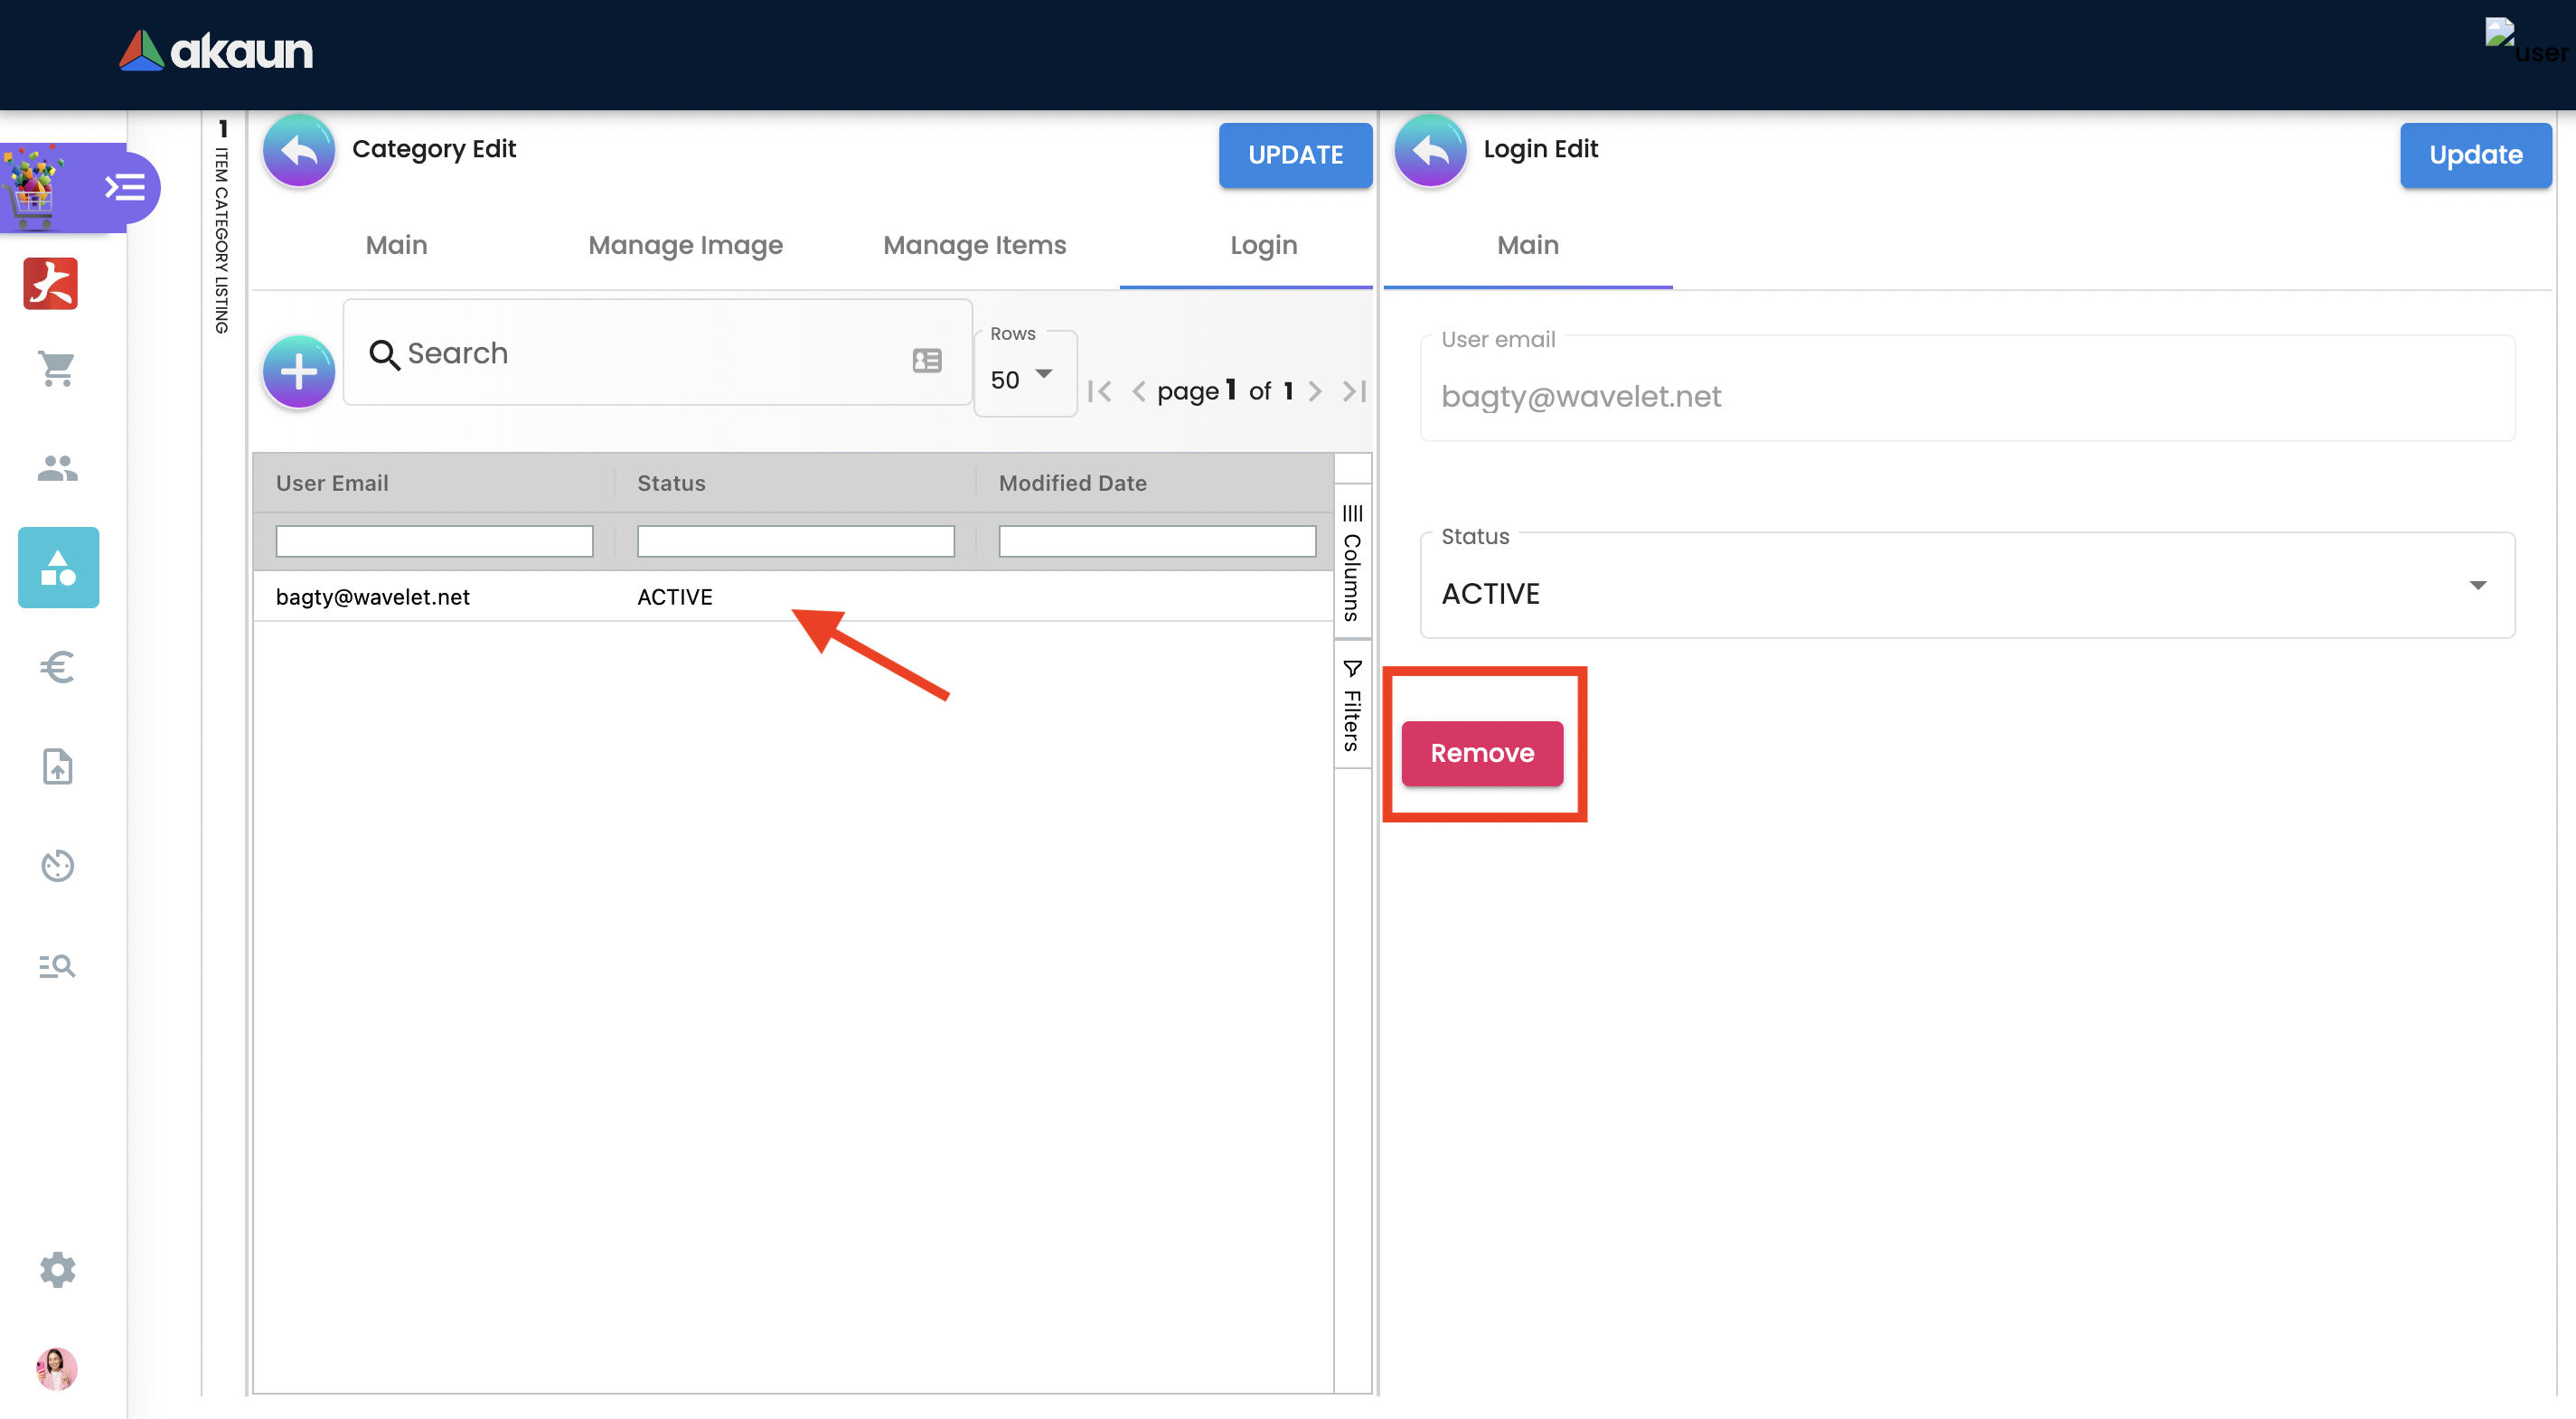 akaun
user
1 ITEM CATEGORY LISTING
Category Edit
UPDATE
Main
Manage Image
Manage Items
Login
Search
Rows
50
page 1 of 1
User Email
Status
Modified Date
bagty@wavelet.net
ACTIVE
Columns
Filters
Login Edit
Update
Main
User email
bagty@wavelet.net
Status
ACTIVE
Remove